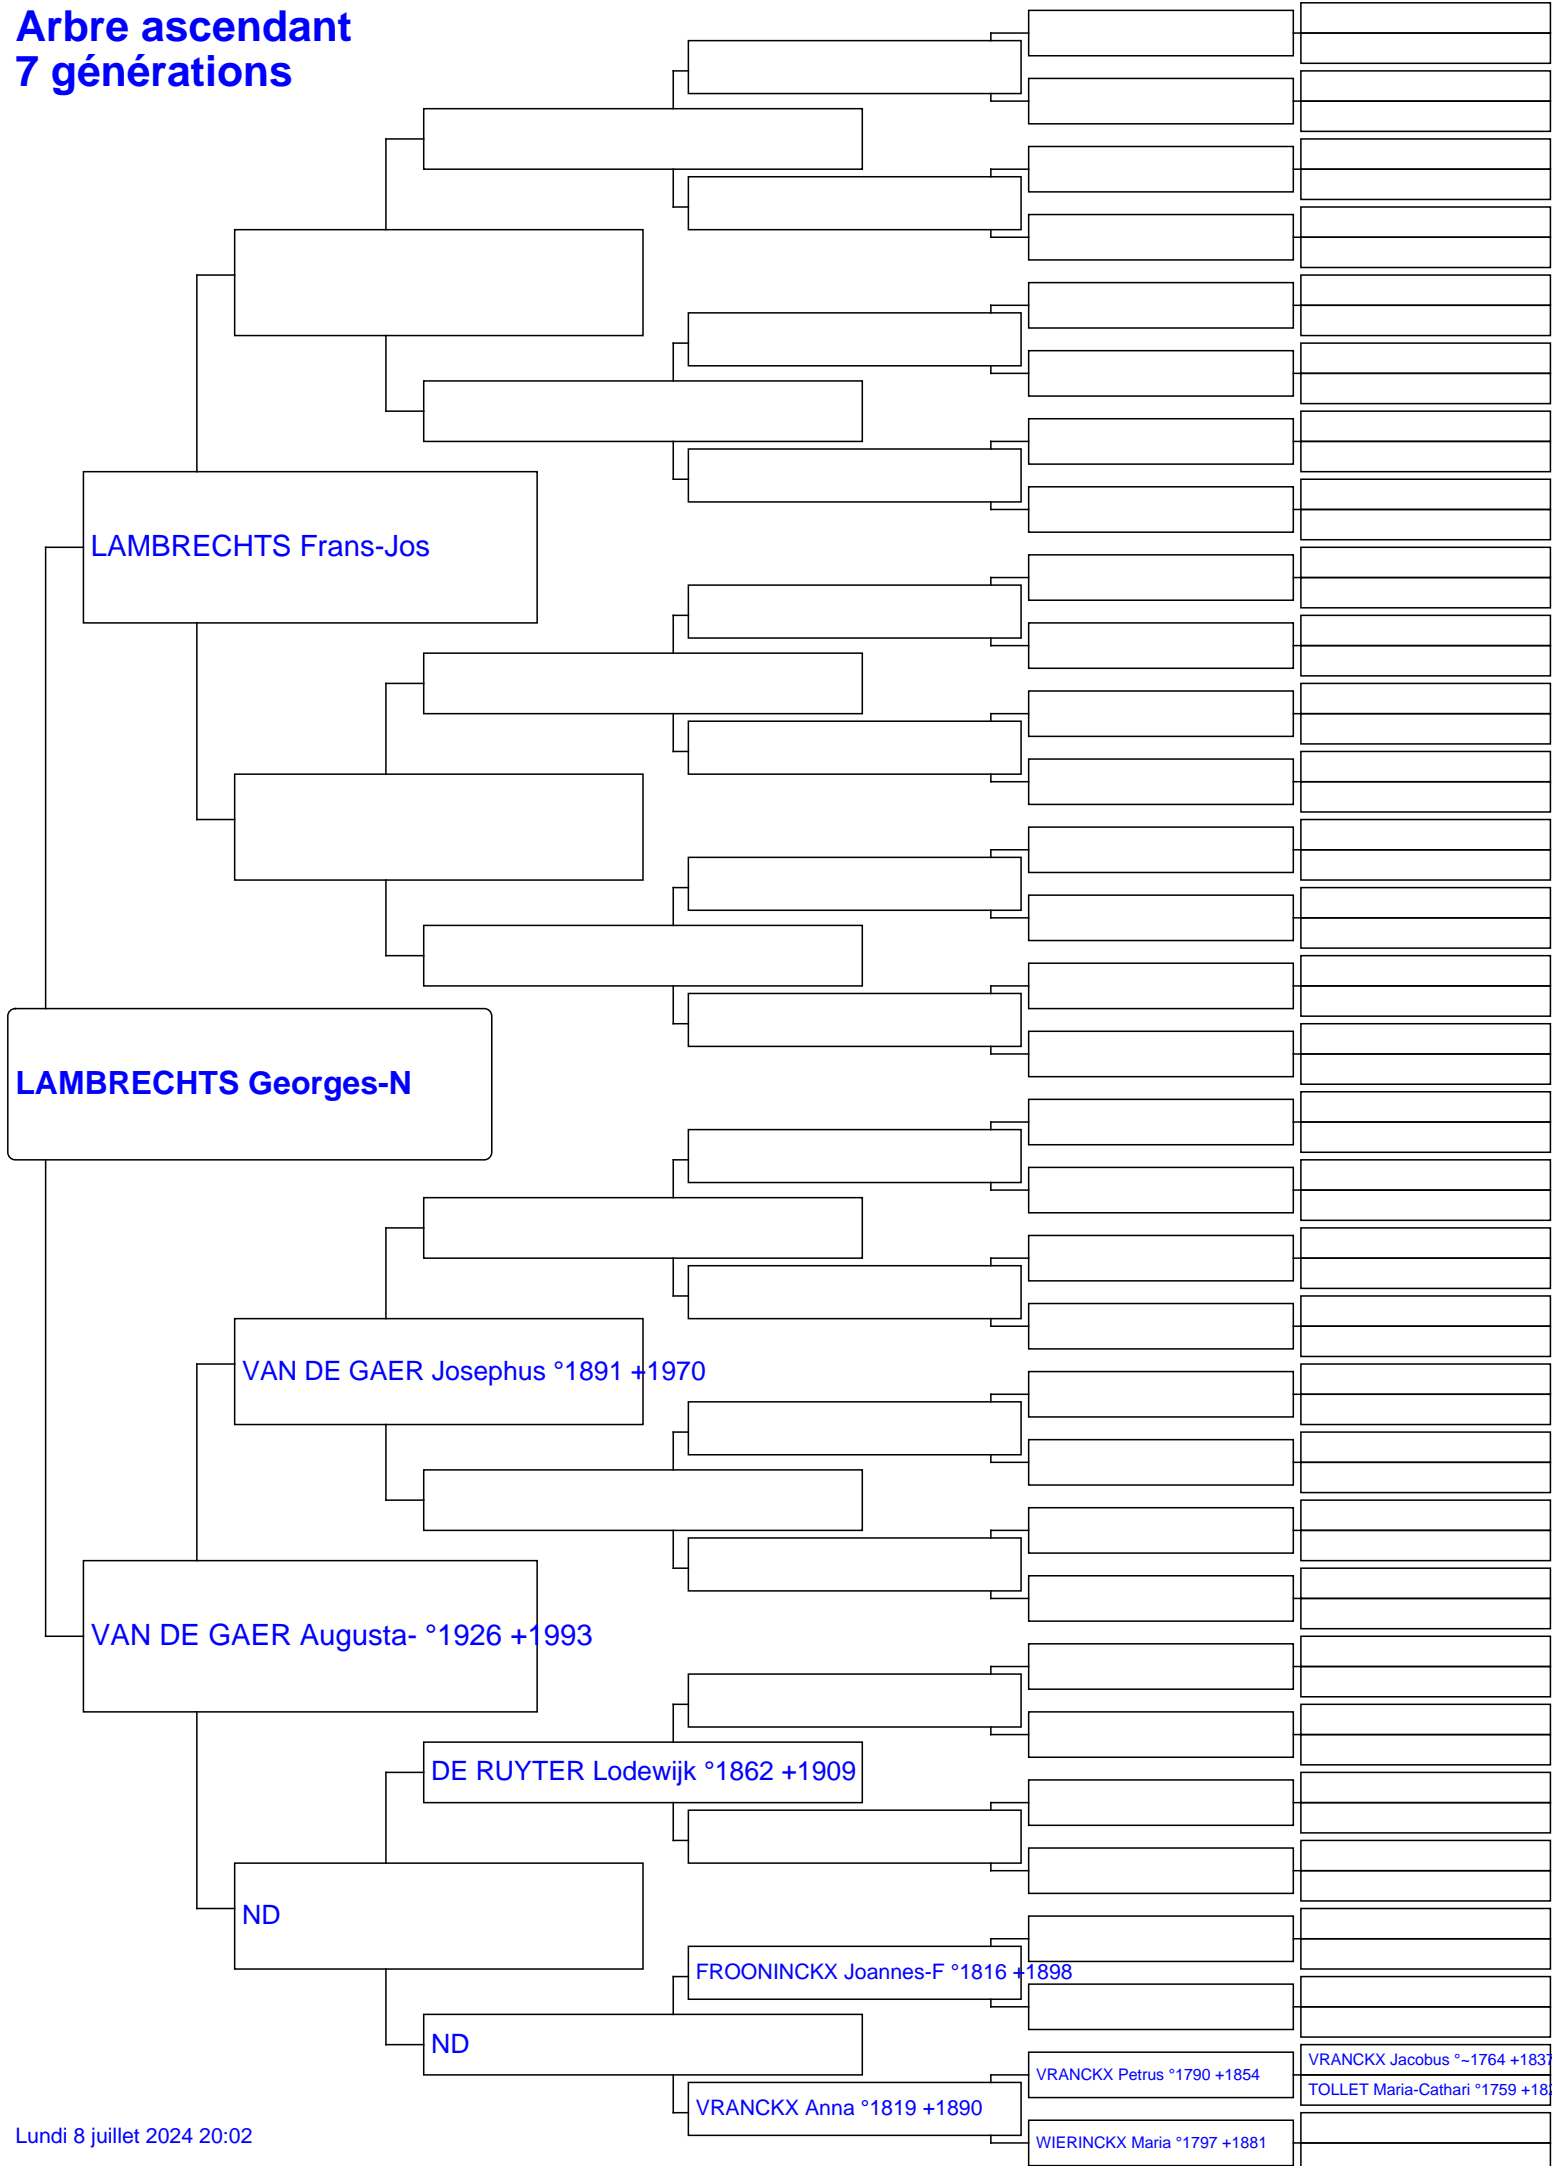 Arbre ascendant
7 générations
LAMBRECHTS Frans-Jos
LAMBRECHTS Georges-N
VAN DE GAER Josephus °1891 +1970
VAN DE GAER Augusta- °1926 +1993
DE RUYTER Lodewijk °1862 +1909
ND
FROONINCKX Joannes-F °1816 +1898
ND
VRANCKX Jacobus °~1764 +1837
VRANCKX Petrus °1790 +1854
TOLLET Maria-Cathari °1759
VRANCKX Anna °1819 +1890
WIERINCKX Maria °1797 +1881
Lundi 8 juillet 2024 20:02